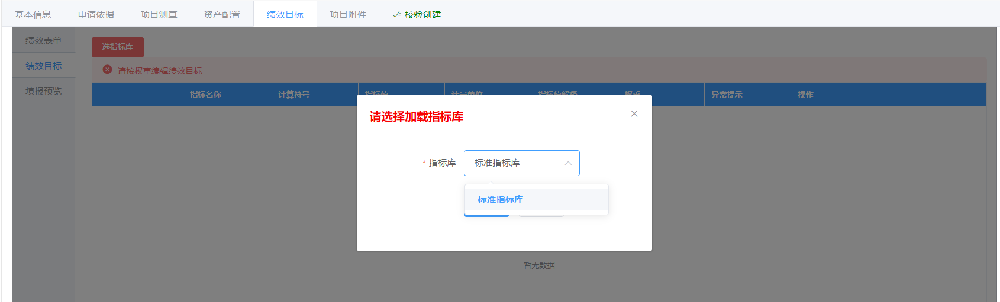 基本信息 申请依据 项目测算 资产配置 绩效目标 项目附件 校验创建
绩效表单
绩效目标
填报预览
选指标库
请按权重编辑绩效目标
指标名称 计算符号 指标值 计量单位 指标值解释 权重 异常提示 操作
请选择加载指标库
* 指标库 标准指标库
标准指标库
暂无数据